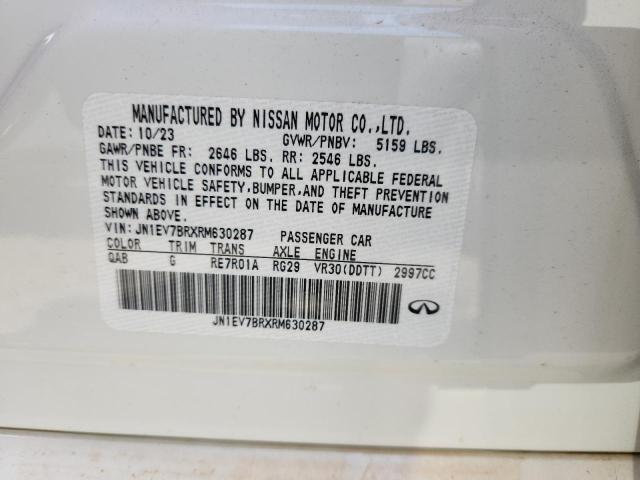 MANUFACTURED BY NISSAN MOTOR CO.,LTD.
DATE: 10/23 GVWR/PNBV: 5159 LBS.
GAWR/PNBE FR: 2646 LBS. RR: 2546 LBS.
THIS VEHICLE CONFORMS TO ALL APPLICABLE FEDERAL
MOTOR VEHICLE SAFETY,BUMPER,AND THEFT PREVENTION
STANDARDS IN EFFECT ON THE DATE OF MANUFACTURE
SHOWN ABOVE.
VIN: JN1EV7BRXRM630287 PASSENGER CAR
COLOR TRIM TRANS AXLE ENGINE
QAB G RE7R01A RG29 VR30(DDTT) 2997CC
JN1EV7BRXRM630287